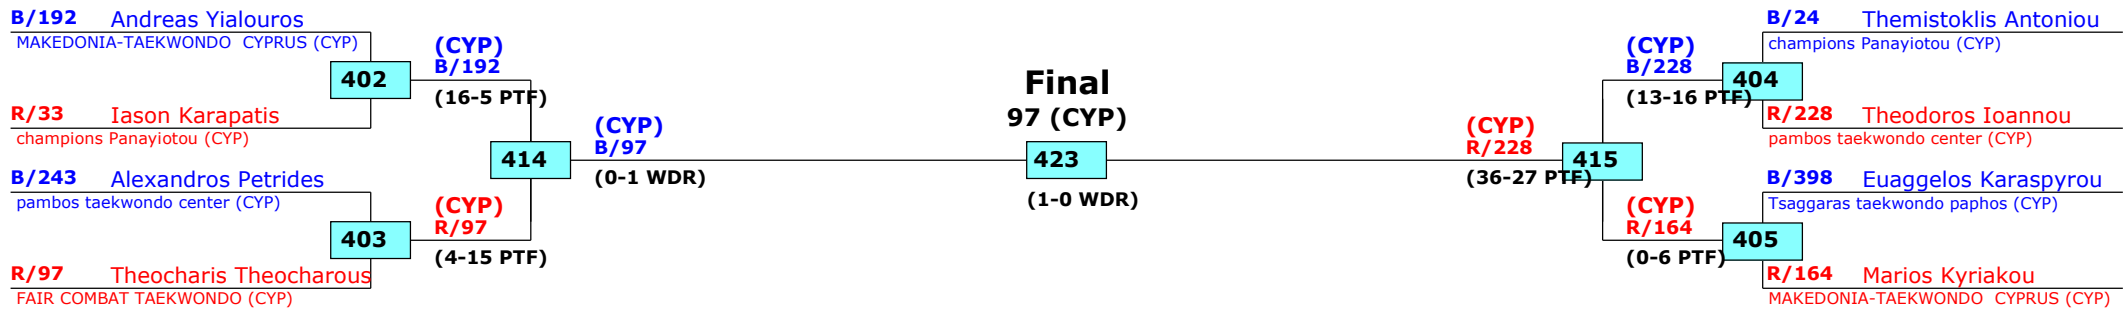 B/192 Andreas Yialouros
MAKEDONIA-TAEKWONDO CYPRUS (CYP)
402
R/33 Iason Karapatis
champions Panayiotou (CYP)
(CYP)
B/192
(16-5 PTF)
B/243 Alexandros Petrides
pambos taekwondo center (CYP)
403
R/97 Theocharis Theocharous
FAIR COMBAT TAEKWONDO (CYP)
(CYP)
R/97
(4-15 PTF)
414
(CYP)
B/97
(0-1 WDR)
Final
97 (CYP)
423
(1-0 WDR)
(CYP)
R/228
(36-27 PTF)
415
(CYP)
B/228
(13-16 PTF)
404
B/24 Themistoklis Antoniou
champions Panayiotou (CYP)
R/228 Theodoros Ioannou
pambos taekwondo center (CYP)
(CYP)
R/164
(0-6 PTF)
405
B/398 Euaggelos Karaspyrou
Tsaggaras taekwondo paphos (CYP)
R/164 Marios Kyriakou
MAKEDONIA-TAEKWONDO CYPRUS (CYP)